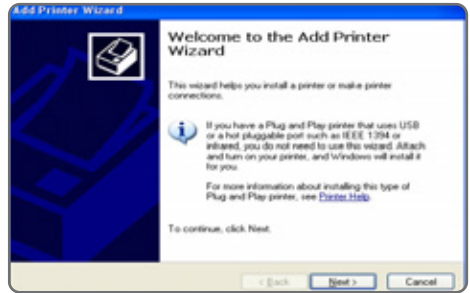 Add Printer Wizard
Welcome to the Add Printer
Wizard
This wizard helps you install a printer or make printer
connections.
If you have a Plug and Play printer that uses USB
or a hot pluggable port such as IEEE 1394 or
infrared, you do not need to use this wizard. Attach
and turn on your printer, and Windows will install it
for you.
For more information about installing this type of
Plug and Play printer, see Printer Help.
To continue, click Next.
< Back
Next >
Cancel